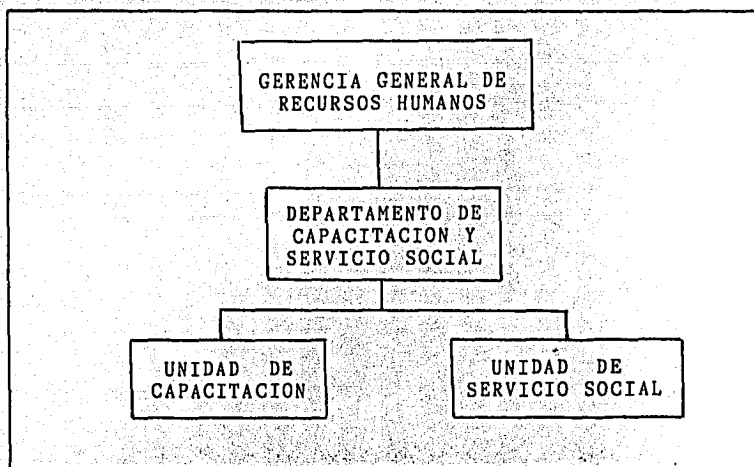 GERENCIA GENERAL DE
RECURSOS HUMANOS
DEPARTAMENTO DE
CAPACITACION Y
SERVICIO SOCIAL
UNIDAD DE
CAPACITACION
UNIDAD DE
SERVICIO SOCIAL